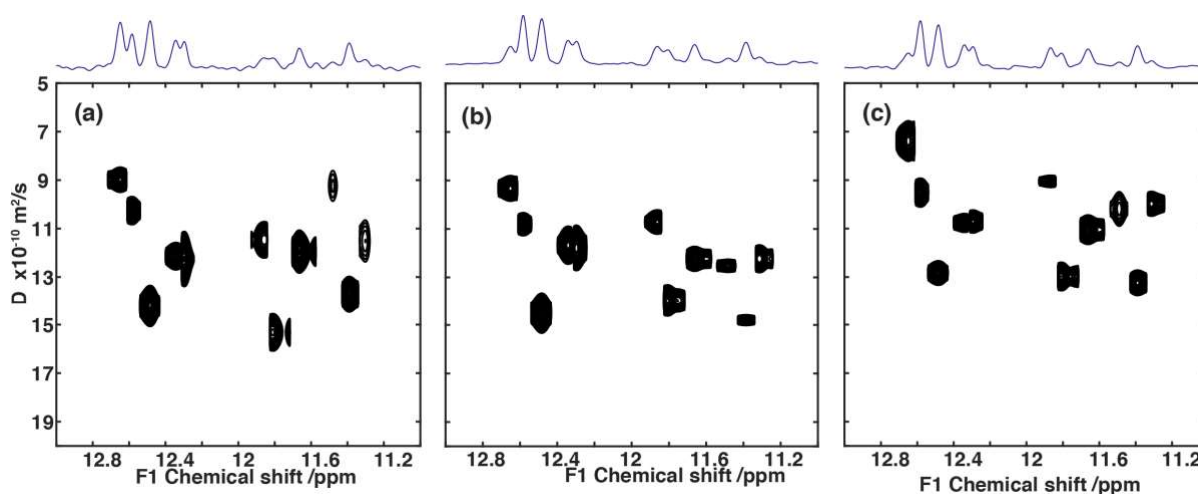 (a) (b) (c)
5
7
9
11
13
15
17
19
D x10-10 m2/s
12.8 12.4 12 11.6 11.2 12.8 12.4 12 11.6 11.2 12.8 12.4 12 11.6 11.2
F1 Chemical shift /ppm F1 Chemical shift /ppm F1 Chemical shift /ppm